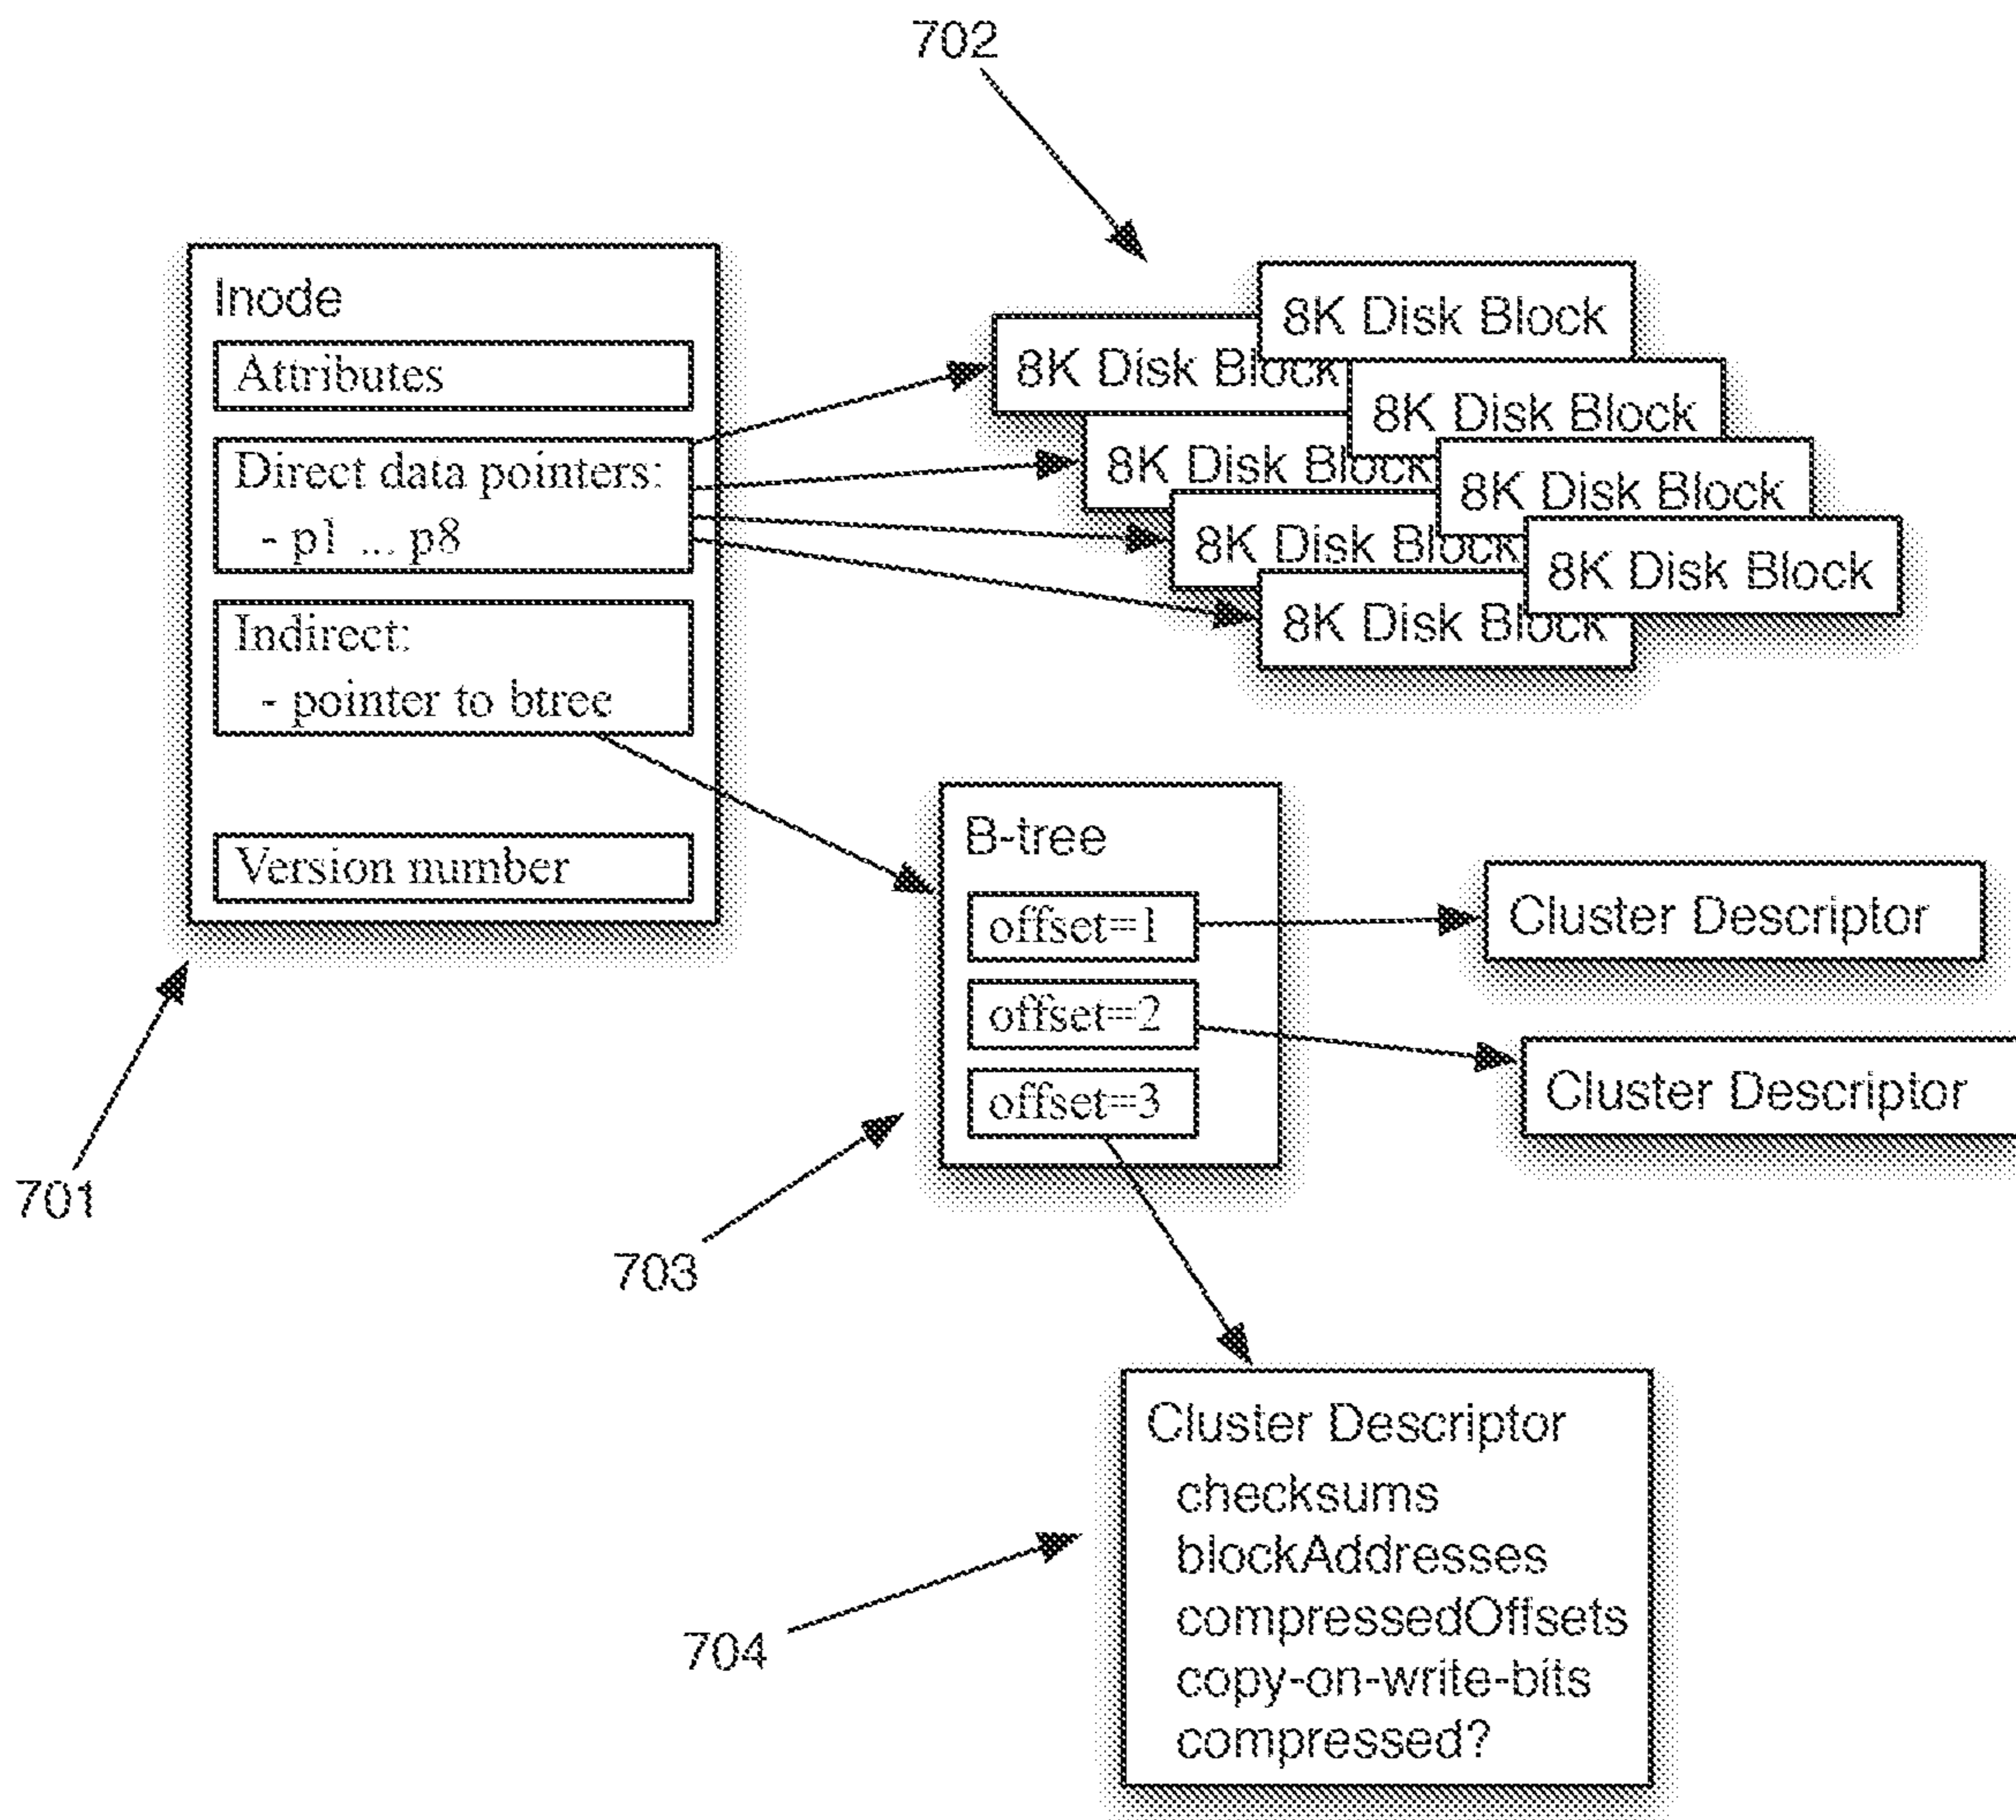 702
Inode
Attributes
Direct data pointers:
- p1 ... p8
Indirect:
- pointer to btree
Version number
701
8K Disk Block
8K Disk Block
8K Disk Block
8K Disk Block
8K Disk Block
8K Disk Block
8K Disk Block
8K Disk Block
B-tree
offset=1
offset=2
offset=3
703
Cluster Descriptor
Cluster Descriptor
Cluster Descriptor
checksums
blockAddresses
compressedOffsets
copy-on-write-bits
compressed?
704